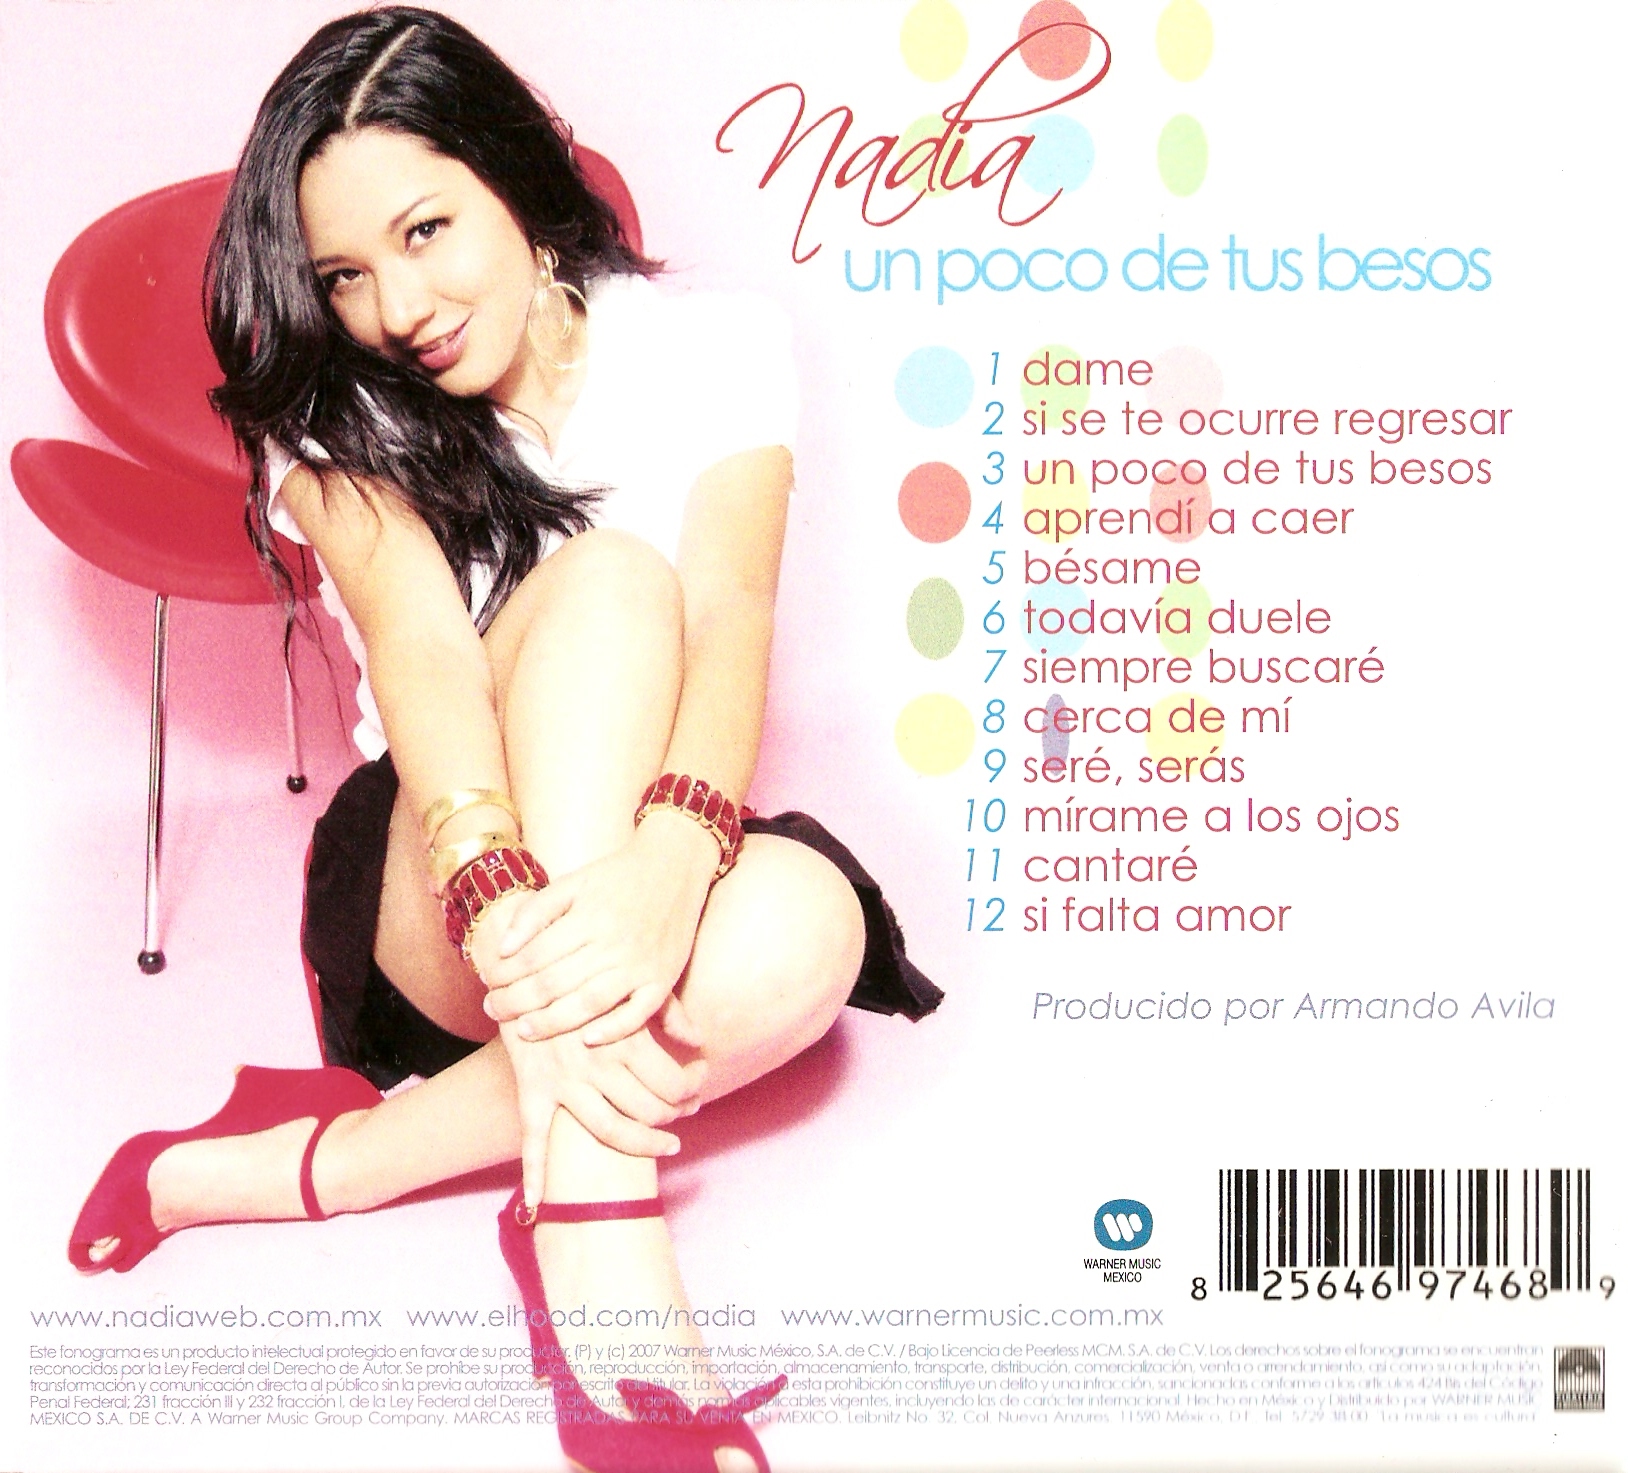 Nadia
un poco de tus besos
1 dame
2 si se te ocurre regresar
3 un poco de tus besos
4 aprendí a caer
5 bésame
6 todavía duele
7 siempre buscaré
8 cerca de mí
9 seré, serás
10 mírame a los ojos
11 cantaré
12 si falta amor
Producido por Armando Avila
WARNER MUSIC
MEXICO
8 25646 97468 9
www.nadiaweb.com.mx www.elhood.com/nadia www.warnermusic.com.mx
Este fonograma es un producto intelectual protegido en favor de su productor. (P) y (c) 2007 Warner Music México, S.A. de C.V. / Bajo Licencia de Peerless MCM. S.A. de C.V. Los derechos sobre el fonograma se encuentran
reconocidos por la Ley Federal del Derecho de Autor. Se prohíbe su producción, reproducción, importación, almacenamiento, transporte, distribución, comercialización, venta o arrendamiento, así como su adaptación,
transformación y comunicación directa al público sin la previa autorización por escrito del titular. La violación a esta prohibición constituye un delito y una infracción, sancionadas conforme a los artículos 424 Bis del Código
Penal Federal; 231 fracción III y 232 fracción I, de la Ley Federal del Derecho de Autor y demás normas aplicables vigentes, incluyendo las de carácter internacional. Hecho en México y Distribuido por WARNER MUSIC
MEXICO S.A. DE C.V. A Warner Music Group Company. MARCAS REGISTRADAS PARA SU VENTA EN MEXICO. Leibnitz No. 32, Col. Nueva Anzures, 11590 México, D.F. Tel. 5729 38 00 "La música es cultura"